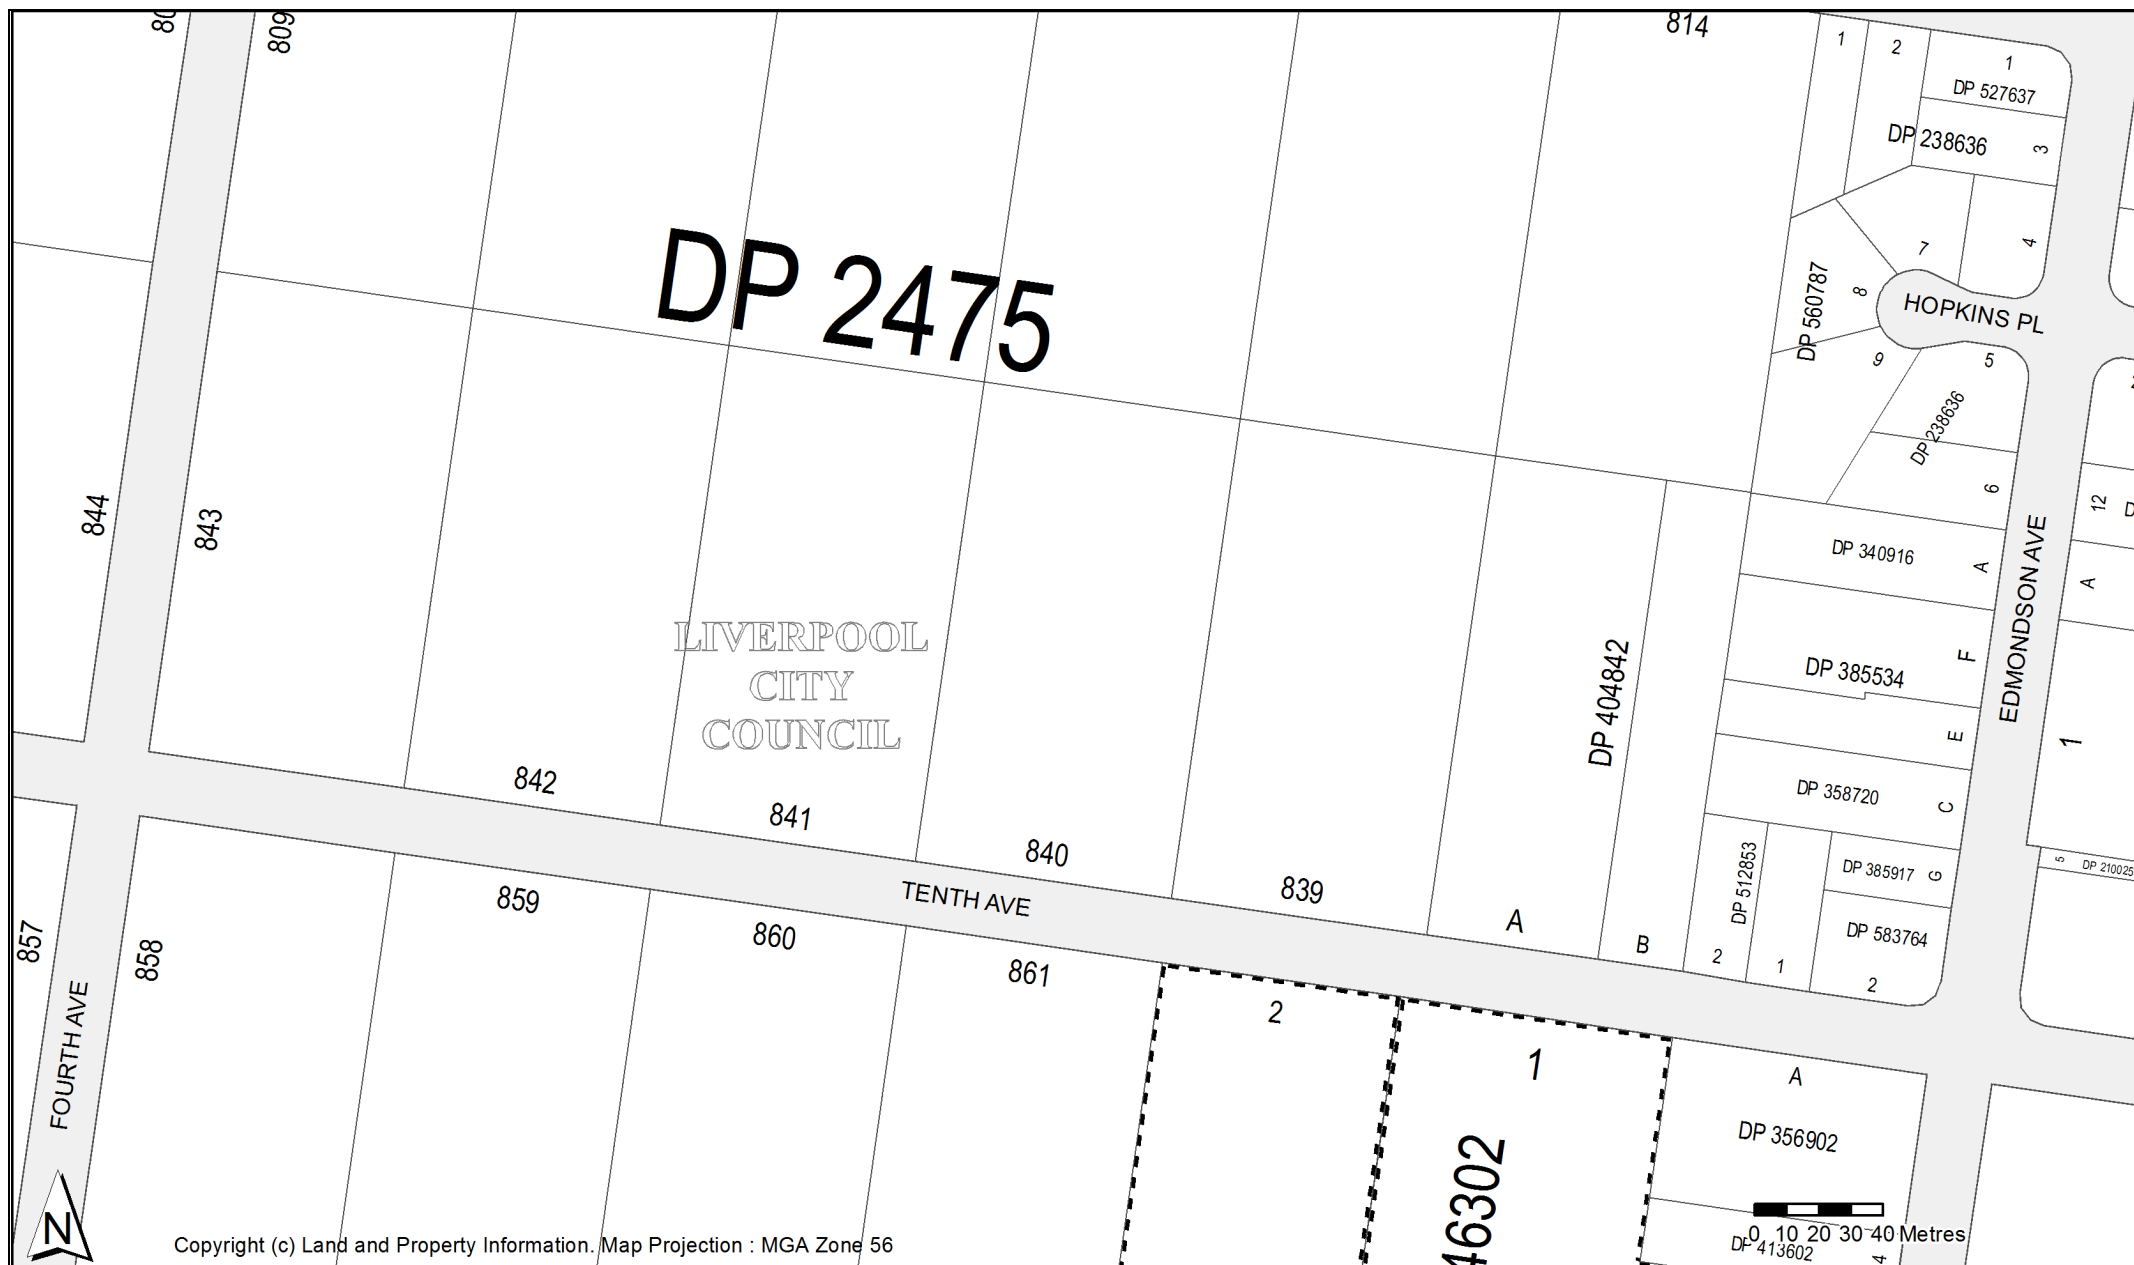 809
814
1
2
1
DP 527637
DP 238636
3
4
7
8
DP 560787
HOPKINS PL
9
5
DP 238636
6
DP 2475
844
843
12
DP 340916
A
A
EDMONDSON AVE
LIVERPOOL
CITY
COUNCIL
DP 404842
F
DP 385534
E
1
842
841
840
839
A
B
DP 358720
C
DP 512853
2
1
DP 385917
G
DP 583764
2
5
DP 210025
TENTH AVE
857
858
859
860
861
2
1
A
DP 356902
FOURTH AVE
46302
N
Copyright (c) Land and Property Information. Map Projection : MGA Zone 56
0 10 20 30 40 Metres
DP 413602
4